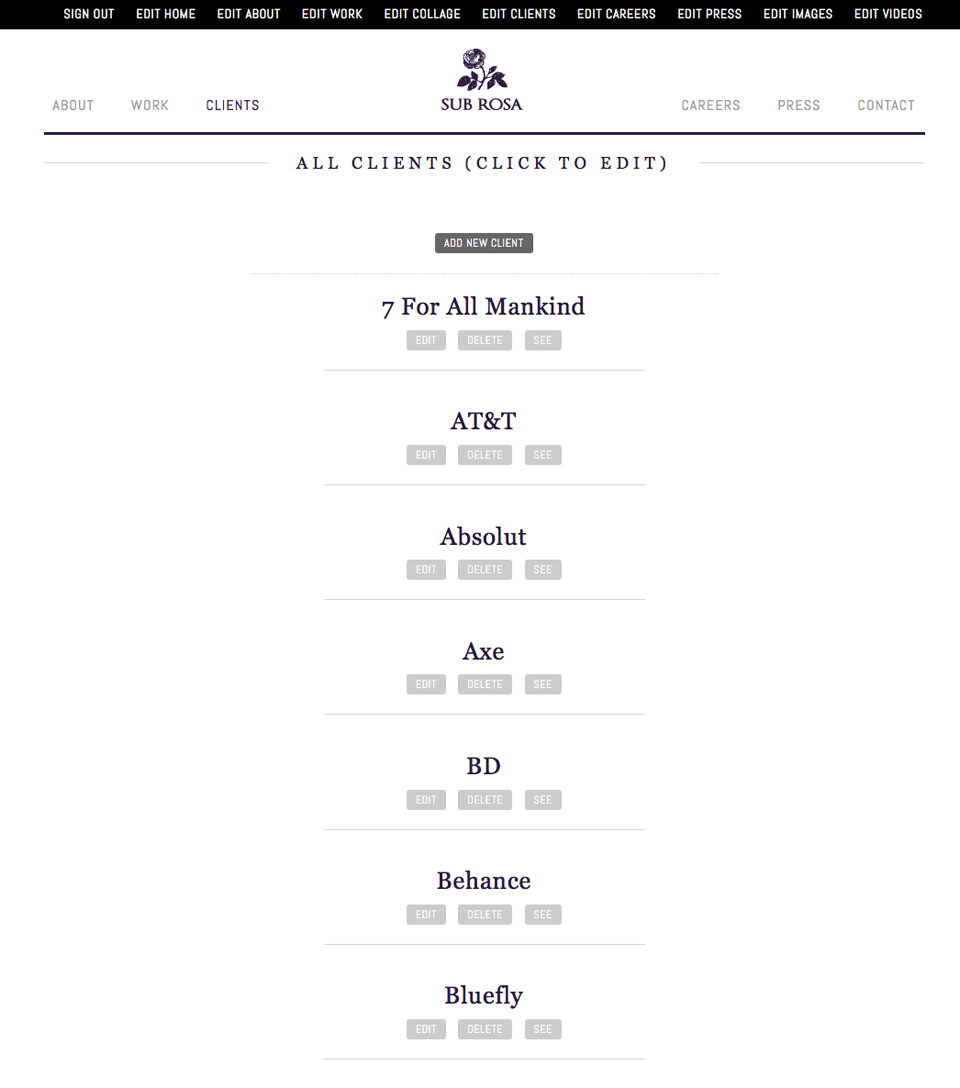 SIGN OUT EDIT HOME EDIT ABOUT EDIT WORK EDIT COLLAGE EDIT CLIENTS EDIT CAREERS EDIT PRESS EDIT IMAGES EDIT VIDEOS
SUB ROSA
ABOUT WORK CLIENTS CAREERS PRESS CONTACT
ALL CLIENTS (CLICK TO EDIT)
ADD NEW CLIENT
7 For All Mankind
EDIT DELETE SEE
AT&T
EDIT DELETE SEE
Absolut
EDIT DELETE SEE
Axe
EDIT DELETE SEE
BD
EDIT DELETE SEE
Behance
EDIT DELETE SEE
Bluefly
EDIT DELETE SEE